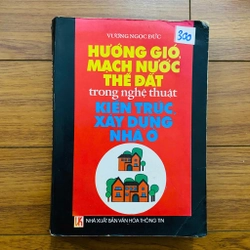 VƯƠNG NGỌC ĐỨC
300
HƯỚNG GIÓ,
MẠCH NƯỚC
THẾ ĐẤT
trong nghệ thuật
KIẾN TRÚC
XÂY DỰNG
NHÀ Ở
NHÀ XUẤT BẢN VĂN HÓA THÔNG TIN